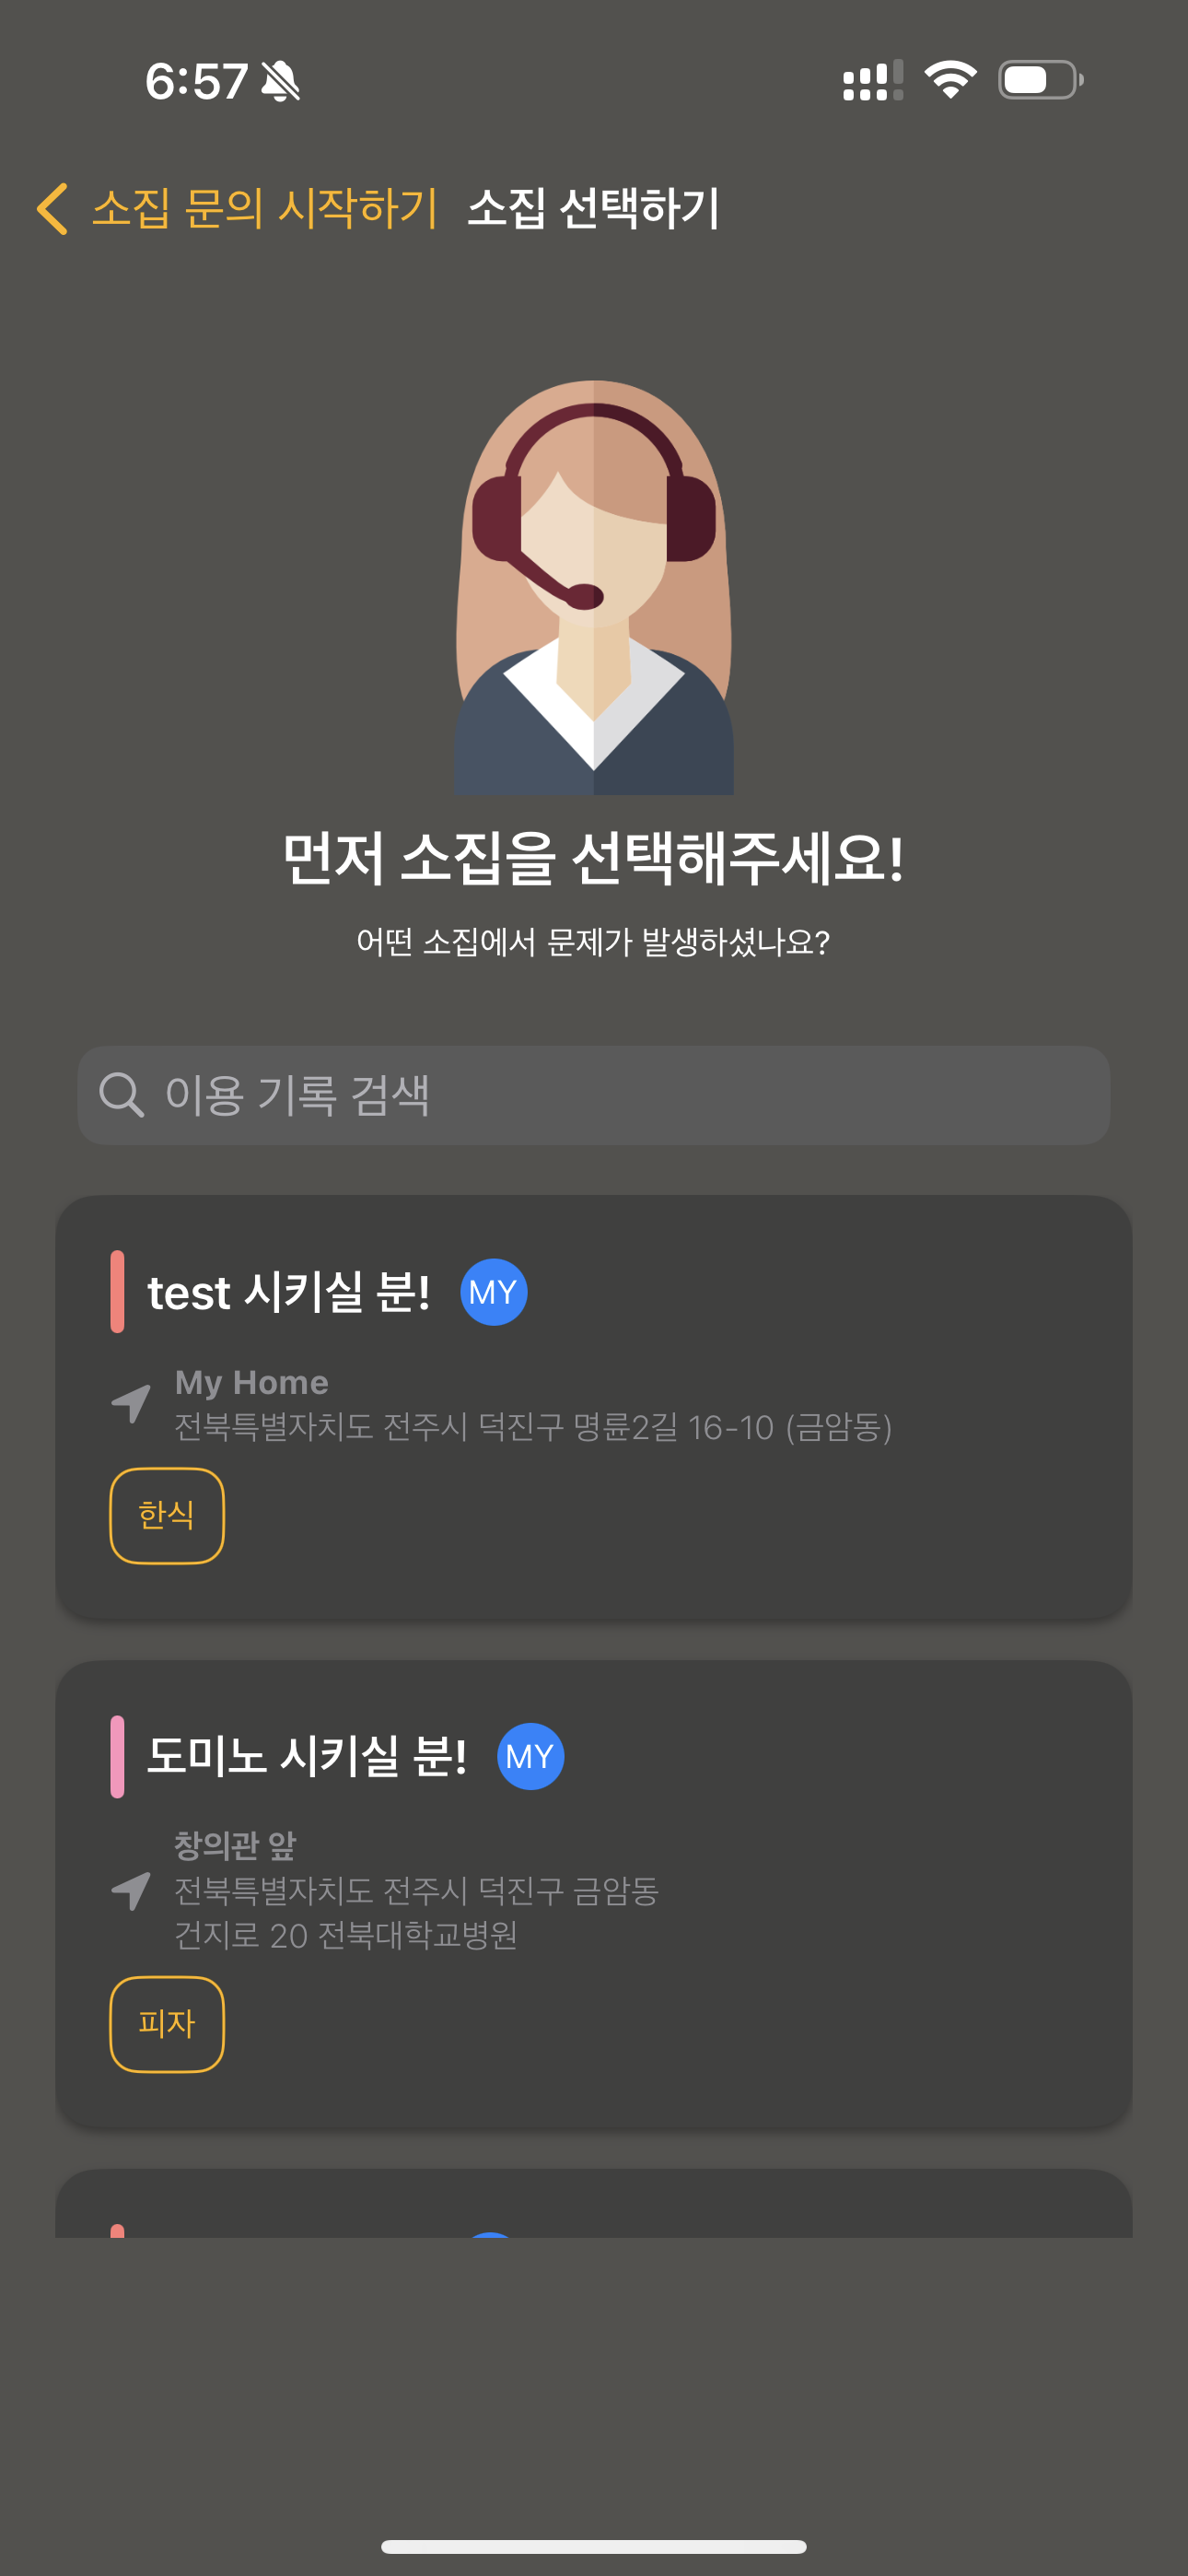 6:57
소집 문의 시작하기 소집 선택하기
먼저 소집을 선택해주세요!
어떤 소집에서 문제가 발생하셨나요?
이용 기록 검색
test 시키실 분! MY
My Home
전북특별자치도 전주시 덕진구 명륜2길 16-10 (금암동)
한식
도미노 시키실 분! MY
창의관 앞
전북특별자치도 전주시 덕진구 금암동
건지로 20 전북대학교병원
피자